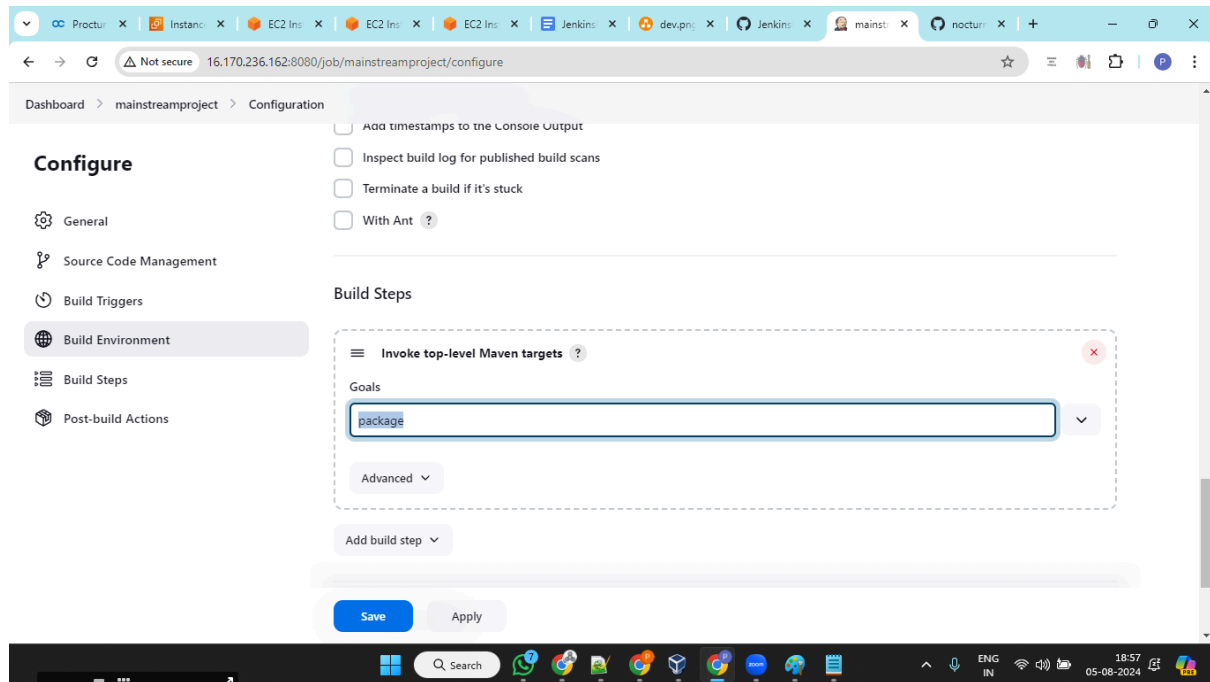 Proctur
Instanc
EC2 Ins
EC2 Ins
EC2 Ins
Jenkins
dev.png
Jenkins
mainstr
nocturn
Not secure 16.170.236.162:8080/job/mainstreamproject/configure
P
Dashboard > mainstreamproject > Configuration
Add timestamps to the Console Output
Configure
Inspect build log for published build scans
Terminate a build if it's stuck
With Ant ?
General
Source Code Management
Build Triggers
Build Environment
Build Steps
Post-build Actions
Build Steps
Invoke top-level Maven targets ?
Goals
package
Advanced
Add build step
Save Apply
Search
zoom
ENG
IN
18:57
05-08-2024
PRE